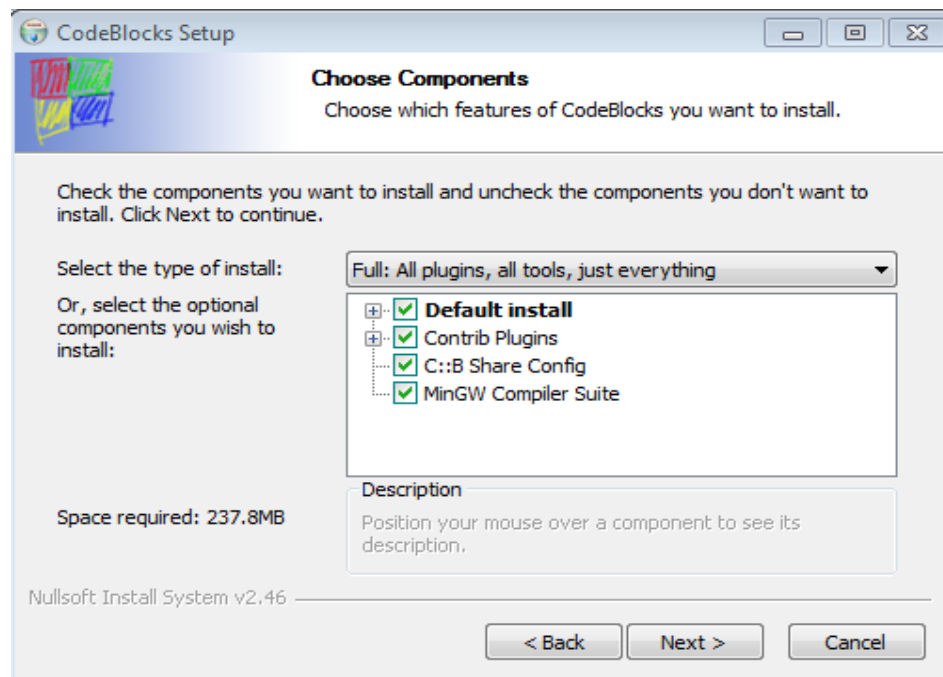 CodeBlocks Setup
Choose Components
Choose which features of CodeBlocks you want to install.
Check the components you want to install and uncheck the components you don't want to
install. Click Next to continue.
Select the type of install:
Full: All plugins, all tools, just everything
Or, select the optional
components you wish to
install:
Default install
Contrib Plugins
C::B Share Config
MinGW Compiler Suite
Space required: 237.8MB
Description
Position your mouse over a component to see its
description.
Nullsoft Install System v2.46
< Back
Next >
Cancel